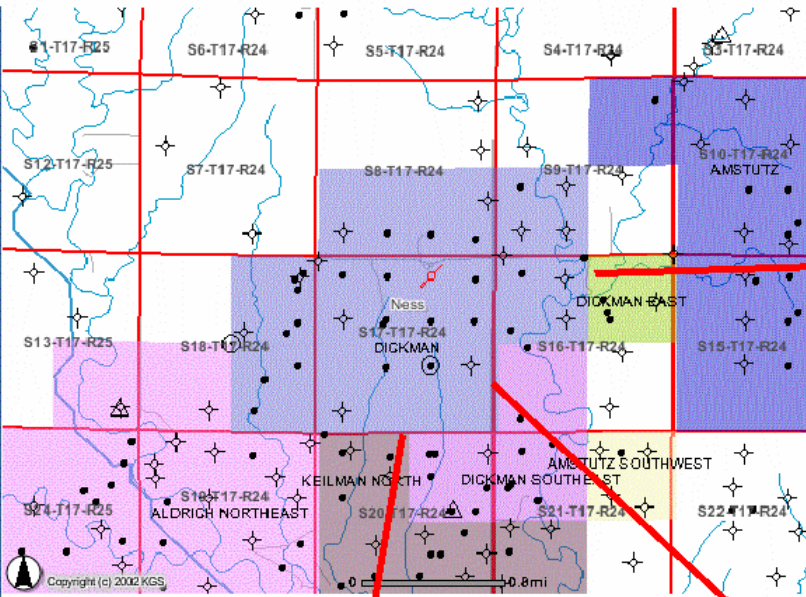 S1-T17-R25
S6-T17-R24
S5-T17-R24
S4-T17-R24
S3-T17-R24
S12-T17-R25
S7-T17-R24
S8-T17-R24
S9-T17-R24
S10-T17-R24
AMSTUTZ
Ness
DICKMAN EAST
S13-T17-R25
S18-T17-R24
S17-T17-R24
DICKMAN
S16-T17-R24
S15-T17-R24
AMSTUTZ SOUTHWEST
KEILMAN NORTH
DICKMAN SOUTHEAST
S24-T17-R25
S19-T17-R24
ALDRICH NORTHEAST
S20-T17-R24
S21-T17-R24
S22-T17-R24
Copyright (c) 2002 KGS
0
0.8mi